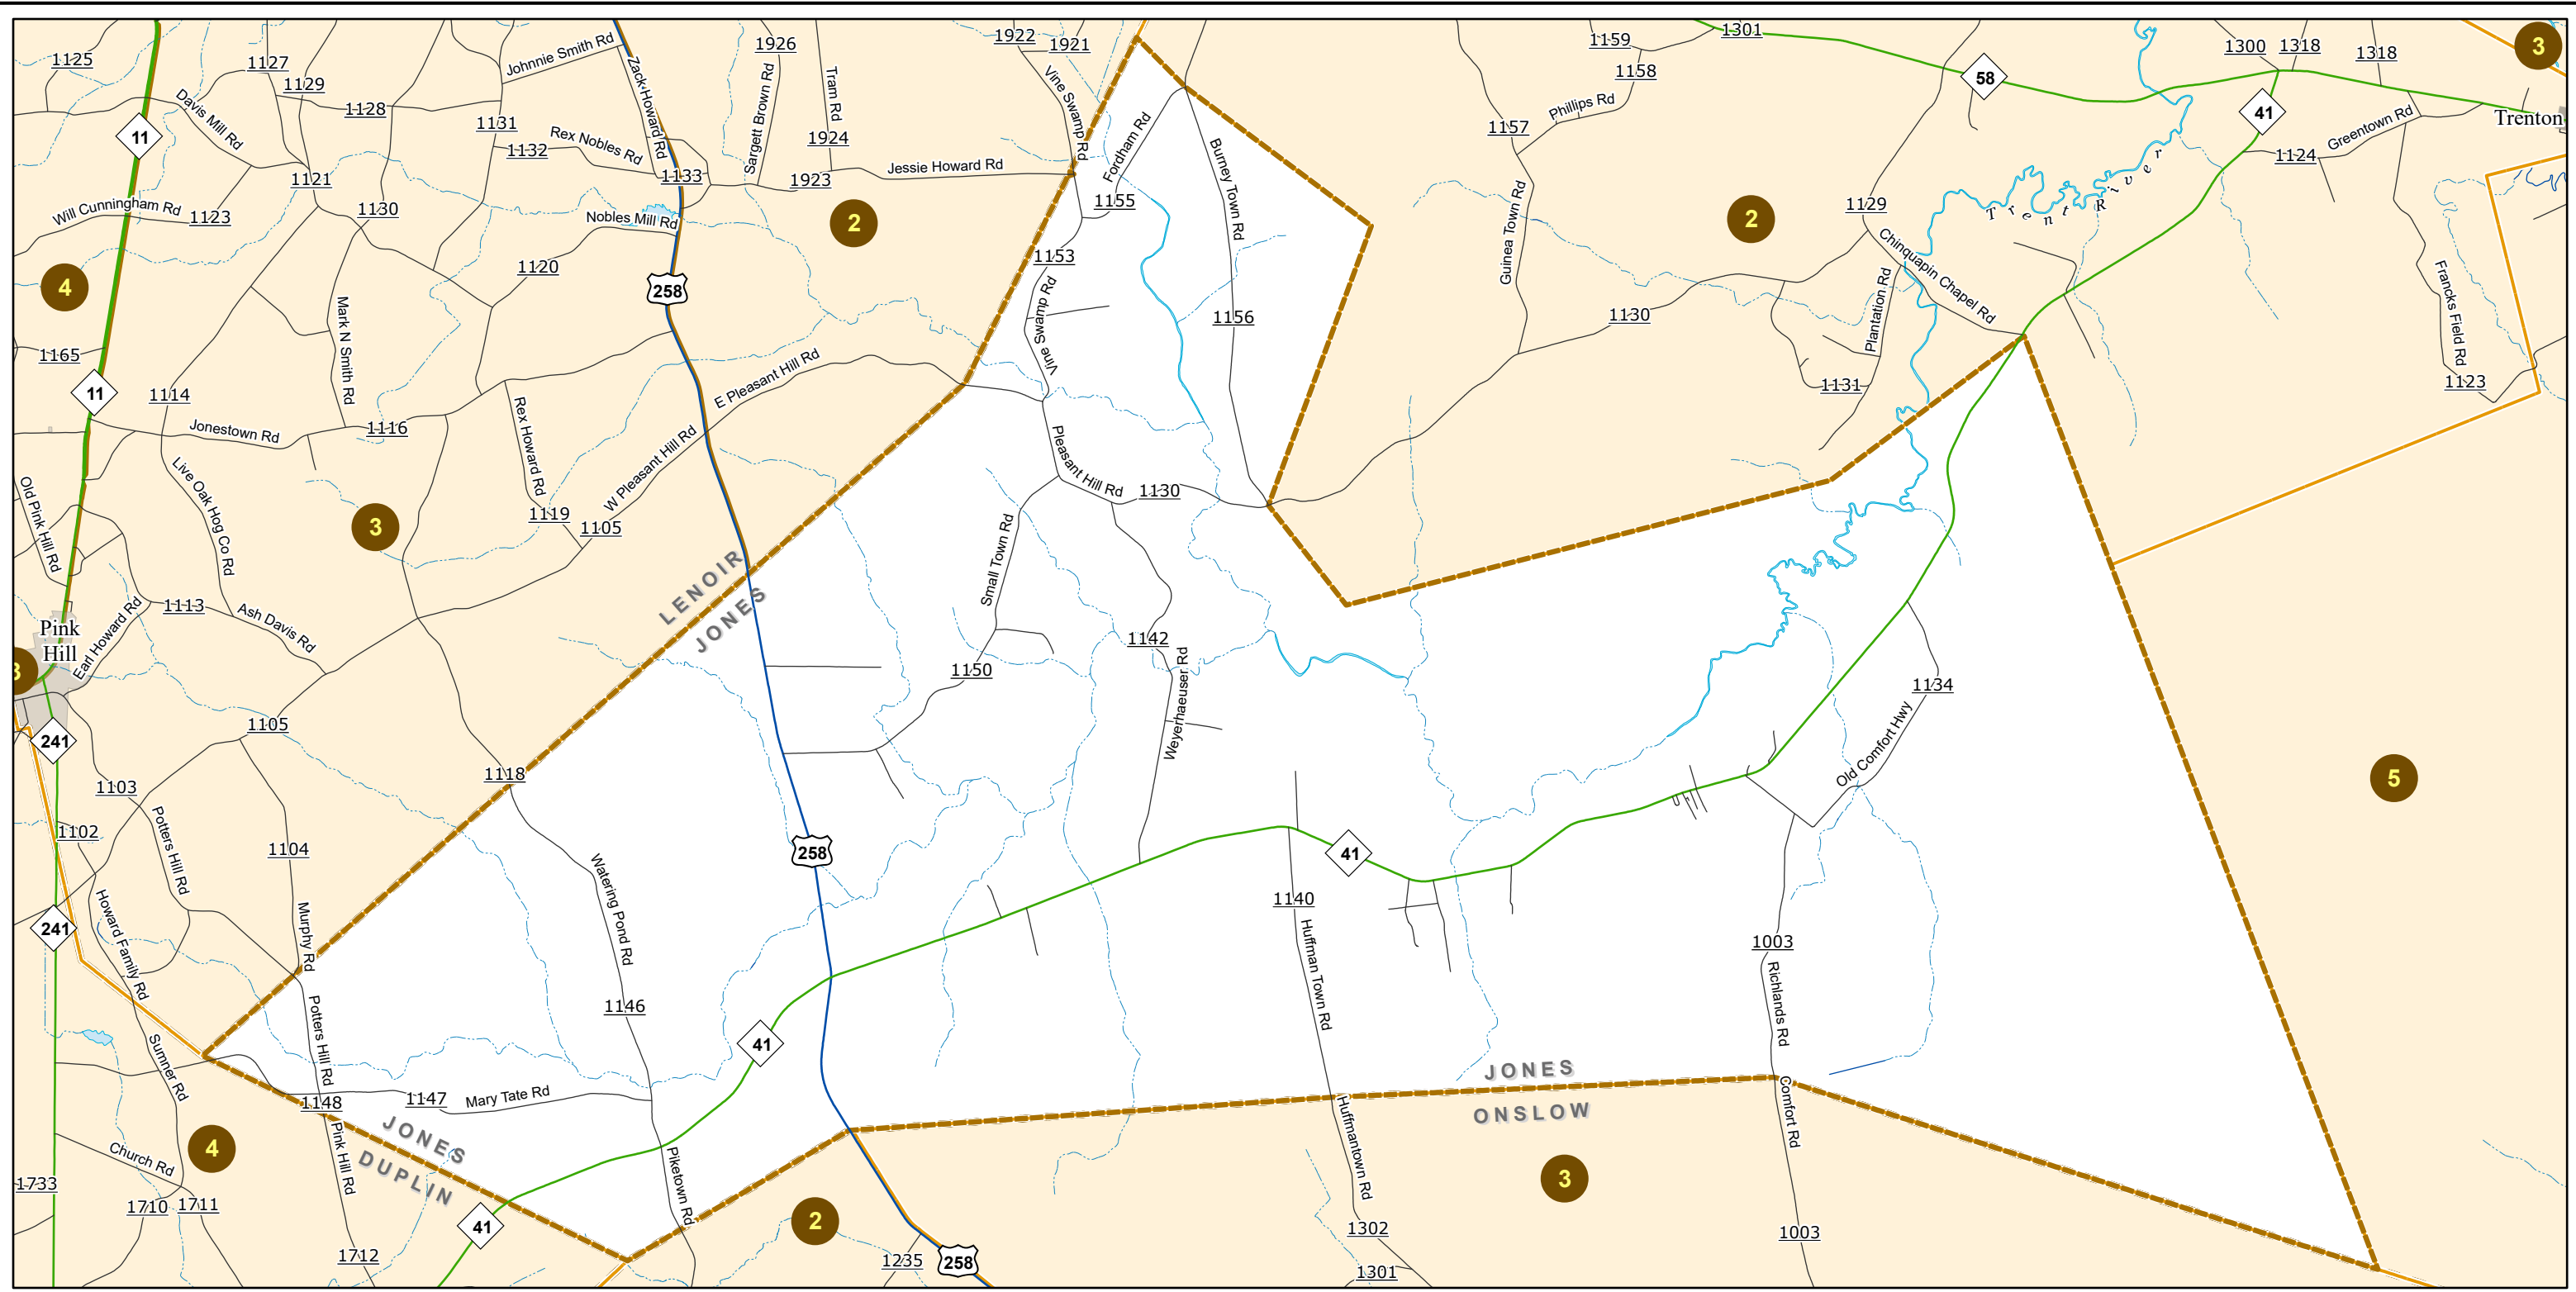 1125
1127
1129
Johnnie Smith Rd
Zack Howard Rd
1926
Tram Rd
1922
1921
Vine Swamp Rd
1159
1301
1158
58
1300
1318
1318
3
Davis Mill Rd
1128
1131
Sargett Brown Rd
Phillips Rd
41
Trenton
11
1132
Rex Nobles Rd
1924
Fordham Rd
Burney Town Rd
1157
Greentown Rd
1124
1121
1133
1923
Jessie Howard Rd
Trent River
Will Cunningham Rd
1123
1130
Nobles Mill Rd
2
1155
Guinea Town Rd
2
1129
Chinquapin Chapel Rd
4
1120
258
1153
Vine Swamp Rd
1156
1130
Plantation Rd
Francks Field Rd
1165
Mark N Smith Rd
E Pleasant Hill Rd
1131
1123
11
1114
Jonestown Rd
1116
Rex Howard Rd
W Pleasant Hill Rd
Pleasant Hill Rd
1130
Old Pink Hill Rd
Live Oak Hog Co Rd
3
1119
1105
Small Town Rd
LENOIR
JONES
Pink
Hill
Earl Howard Rd
1113
Ash Davis Rd
1142
Weyerhaeuser Rd
3
1150
1134
Old Comfort Hwy
241
1105
1118
5
1103
1102
Potters Hill Rd
1104
Watering Pond Rd
258
41
241
Howard Family Rd
Murphy Rd
1140
Huffman Town Rd
1003
Richlands Rd
1146
Potters Hill Rd
41
Sumner Rd
1148
1147
Mary Tate Rd
JONES
ONSLOW
Comfort Rd
4
Church Rd
Pink Hill Rd
JONES
DUPLIN
Piketown Rd
Huffmantown Rd
3
1733
1710
1711
41
2
1712
1235
258
1302
1301
1003